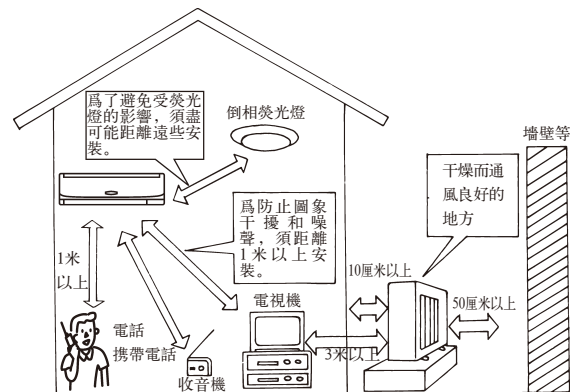 爲了避免受熒光
燈的影響，須盡
可能距離遠些安
裝。
倒相熒光燈
墻壁等
干燥而通
風良好的
地方
爲防止圖象
干擾和噪
聲，須距離
1米以上安
裝。
1米
以上
10厘米以上
50厘米以上
電視機
3米以上
電話
携帶電話
收音機